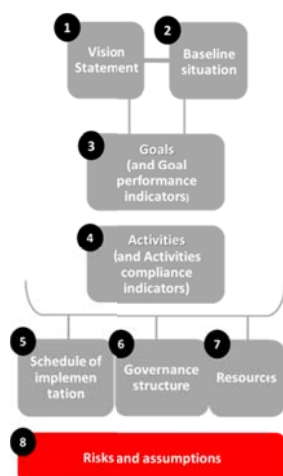 1
2
Vision
Statement
Baseline
situation
3
Goals
(and Goal
performance
indicators)
4
Activities
(and Activities
compliance
indicators)
5
6
7
Schedule of
implemen
tation
Governance
structure
Resources
8
Risks and assumptions